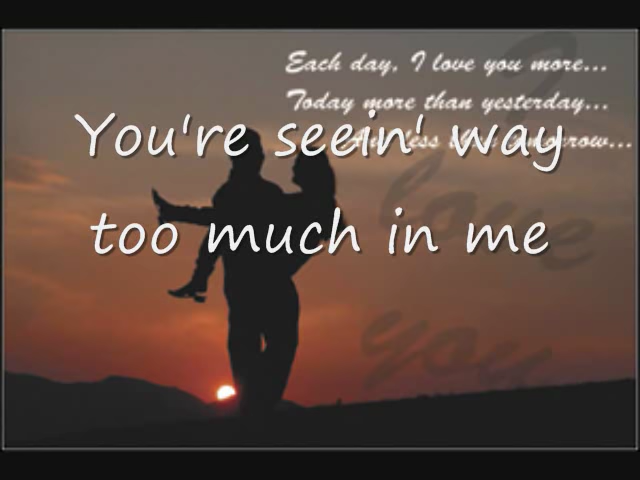 Each day, I love you more...
Today more than yesterday...
You're seein' way
too much in me
I
love
you